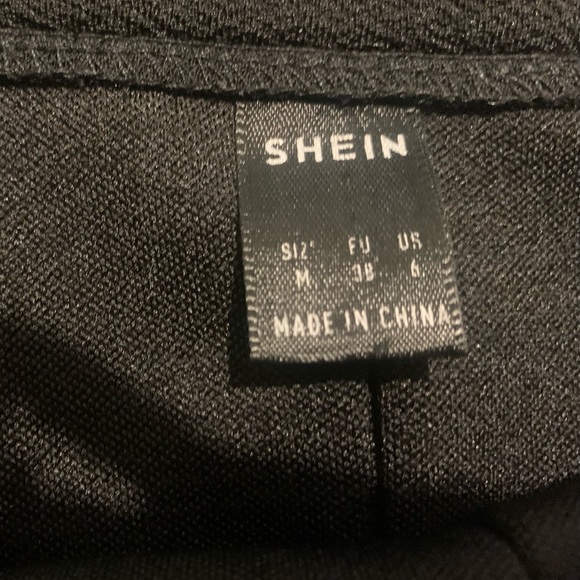 SHEIN
SIZE EU US
M 38 6
MADE IN CHINA